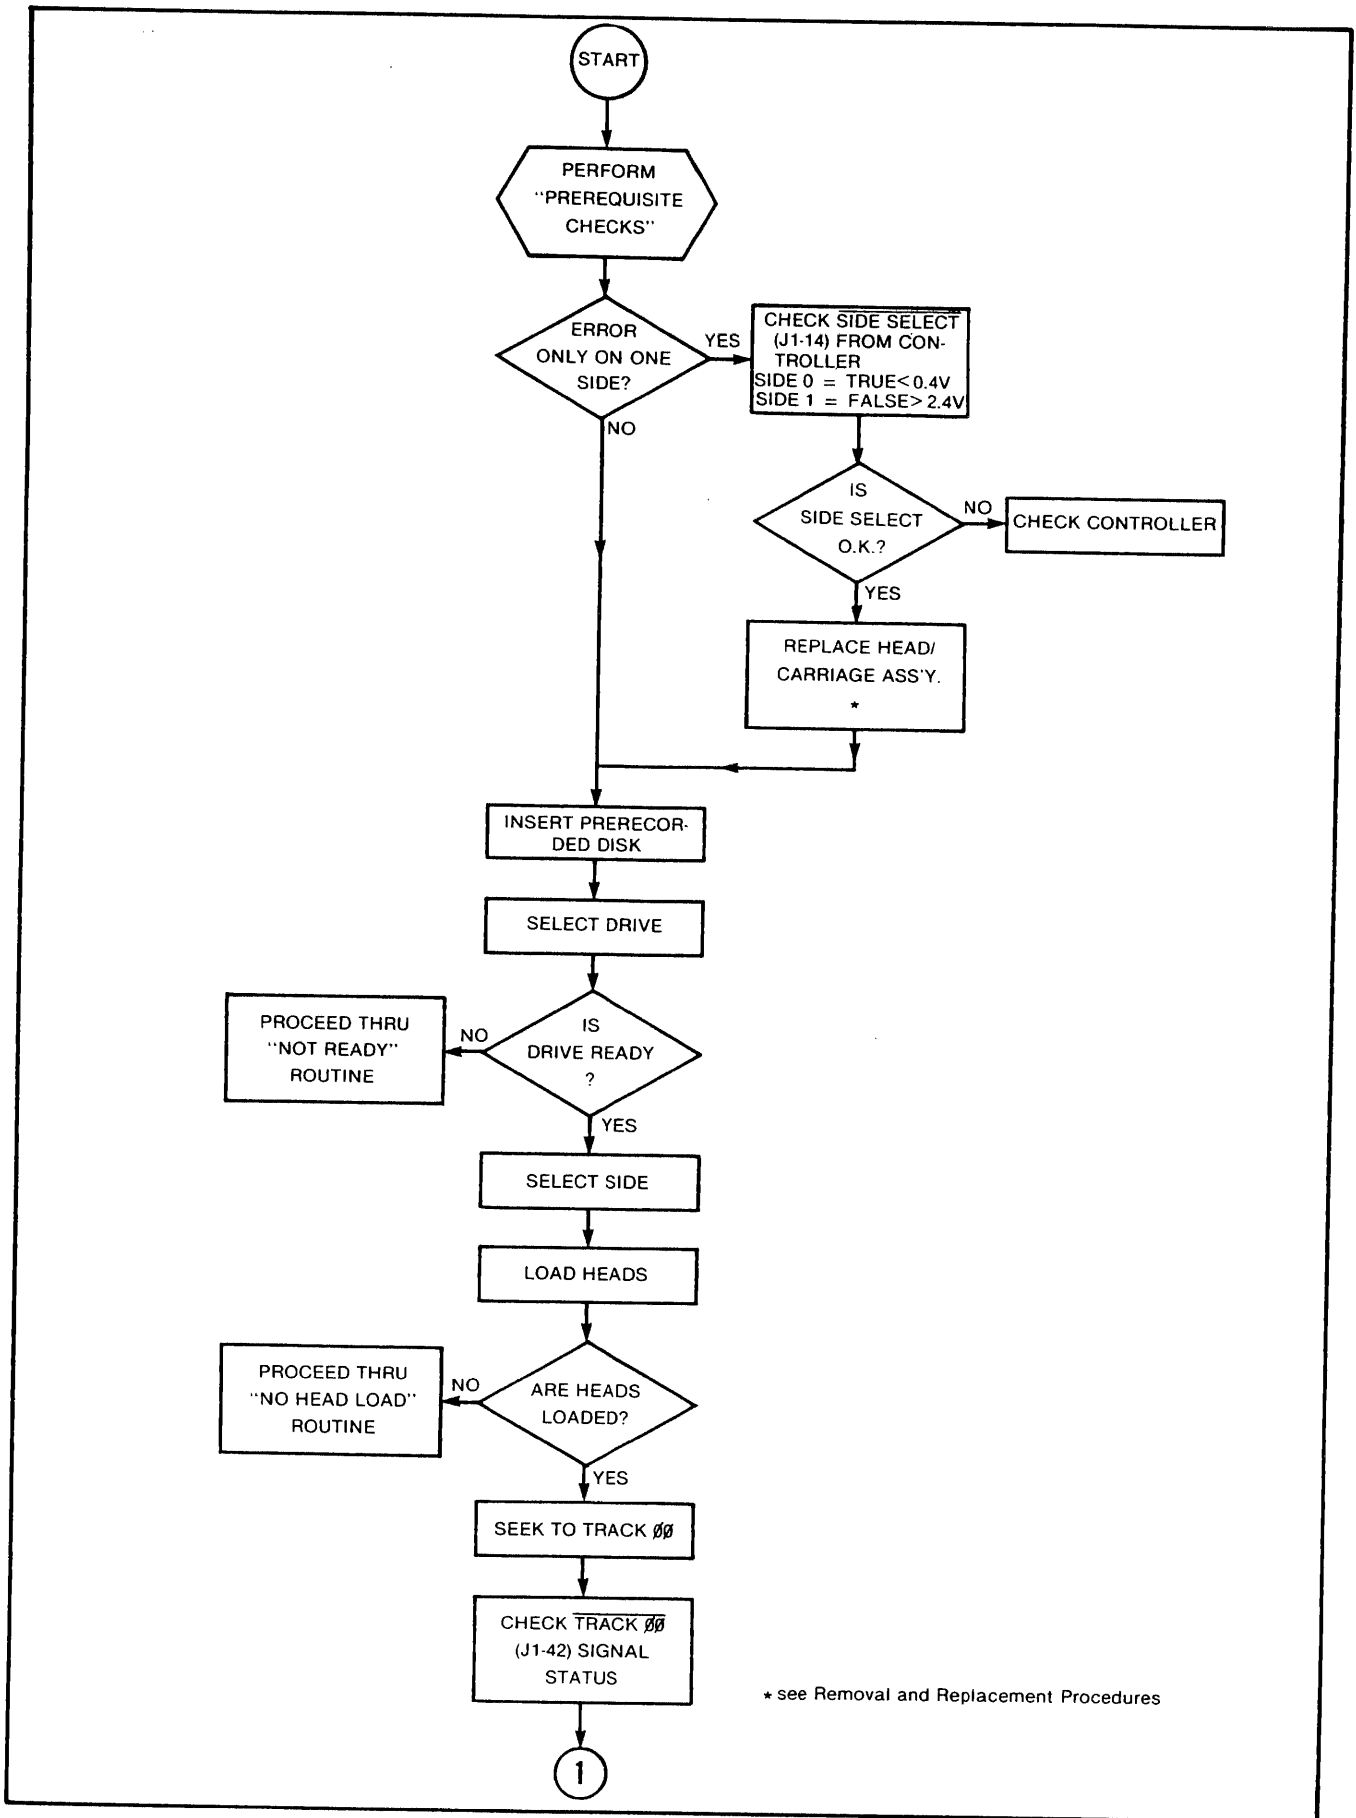 START
PERFORM
"PREREQUISITE
CHECKS"
ERROR
ONLY ON ONE
SIDE?
YES
NO
CHECK SIDE SELECT
(J1-14) FROM CON-
TROLLER
SIDE 0 = TRUE<0.4V
SIDE 1 = FALSE>2.4V
IS
SIDE SELECT
O.K.?
NO
CHECK CONTROLLER
YES
REPLACE HEAD/
CARRIAGE ASS'Y.
*
INSERT PRERECOR-
DED DISK
SELECT DRIVE
IS
DRIVE READY
?
NO
PROCEED THRU
"NOT READY"
ROUTINE
YES
SELECT SIDE
LOAD HEADS
ARE HEADS
LOADED?
NO
PROCEED THRU
"NO HEAD LOAD"
ROUTINE
YES
SEEK TO TRACK ØØ
CHECK TRACK ØØ
(J1-42) SIGNAL
STATUS
* see Removal and Replacement Procedures
1